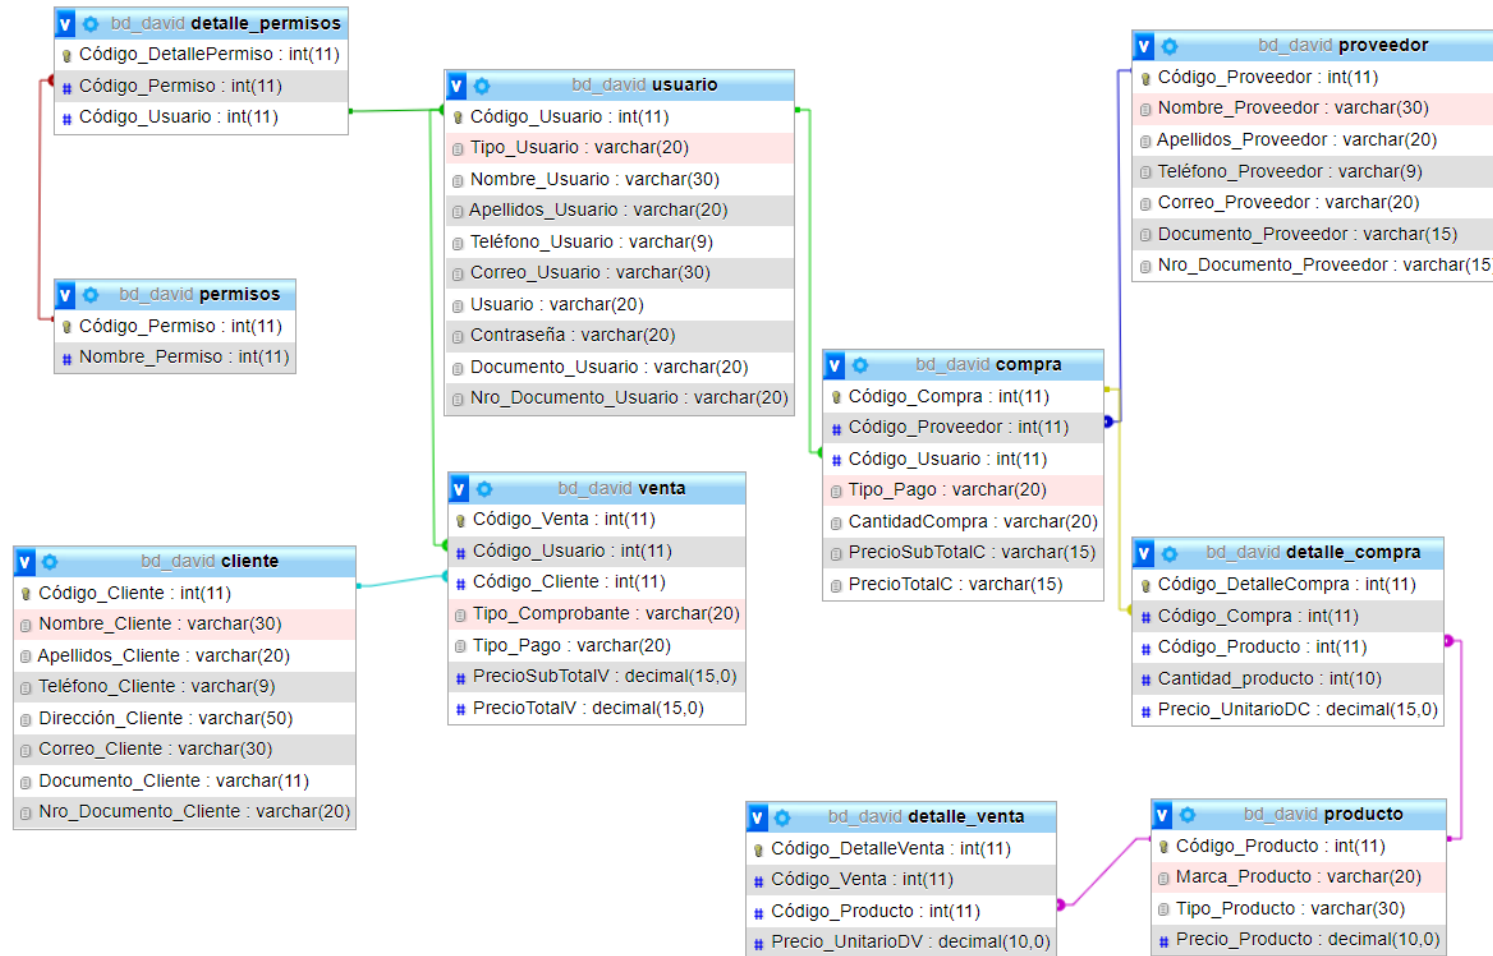 v bd_david detalle_permisos
Código_DetallePermiso : int(11)
# Código_Permiso : int(11)
# Código_Usuario : int(11)
v bd_david permisos
Código_Permiso : int(11)
# Nombre_Permiso : int(11)
v bd_david usuario
Código_Usuario : int(11)
Tipo_Usuario : varchar(20)
Nombre_Usuario : varchar(30)
Apellidos_Usuario : varchar(20)
Teléfono_Usuario : varchar(9)
Correo_Usuario : varchar(30)
Usuario : varchar(20)
Contraseña : varchar(20)
Documento_Usuario : varchar(20)
Nro_Documento_Usuario : varchar(20)
v bd_david proveedor
Código_Proveedor : int(11)
Nombre_Proveedor : varchar(30)
Apellidos_Proveedor : varchar(20)
Teléfono_Proveedor : varchar(9)
Correo_Proveedor : varchar(20)
Documento_Proveedor : varchar(15)
Nro_Documento_Proveedor : varchar(15)
v bd_david compra
Código_Compra : int(11)
# Código_Proveedor : int(11)
# Código_Usuario : int(11)
Tipo_Pago : varchar(20)
CantidadCompra : varchar(20)
PrecioSubTotalC : varchar(15)
PrecioTotalC : varchar(15)
v bd_david venta
Código_Venta : int(11)
# Código_Usuario : int(11)
# Código_Cliente : int(11)
Tipo_Comprobante : varchar(20)
Tipo_Pago : varchar(20)
# PrecioSubTotalV : decimal(15,0)
# PrecioTotalV : decimal(15,0)
v bd_david cliente
Código_Cliente : int(11)
Nombre_Cliente : varchar(30)
Apellidos_Cliente : varchar(20)
Teléfono_Cliente : varchar(9)
Dirección_Cliente : varchar(50)
Correo_Cliente : varchar(30)
Documento_Cliente : varchar(11)
Nro_Documento_Cliente : varchar(20)
v bd_david detalle_compra
Código_DetalleCompra : int(11)
# Código_Compra : int(11)
# Código_Producto : int(11)
# Cantidad_producto : int(10)
# Precio_UnitarioDC : decimal(15,0)
v bd_david detalle_venta
Código_DetalleVenta : int(11)
# Código_Venta : int(11)
# Código_Producto : int(11)
# Precio_UnitarioDV : decimal(10,0)
v bd_david producto
Código_Producto : int(11)
Marca_Producto : varchar(20)
Tipo_Producto : varchar(30)
# Precio_Producto : decimal(10,0)